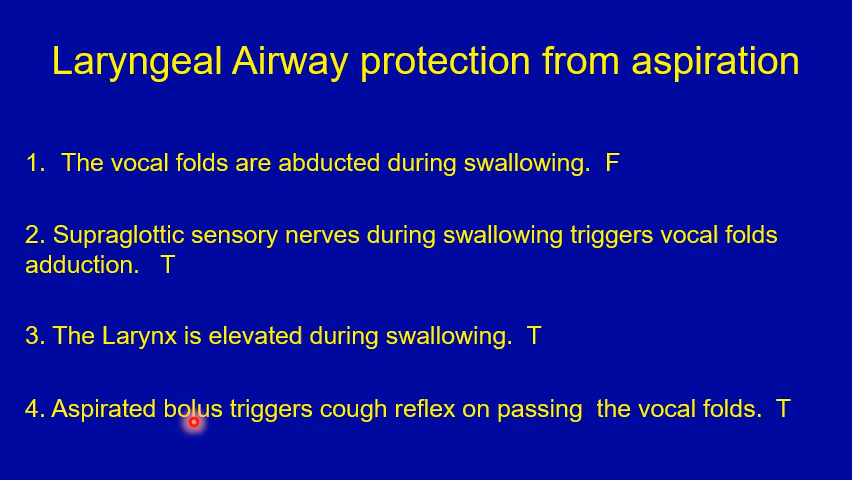 Laryngeal Airway protection from aspiration
1. The vocal folds are abducted during swallowing. F
2. Supraglottic sensory nerves during swallowing triggers vocal folds
adduction. T
3. The Larynx is elevated during swallowing. T
4. Aspirated bolus triggers cough reflex on passing the vocal folds. T